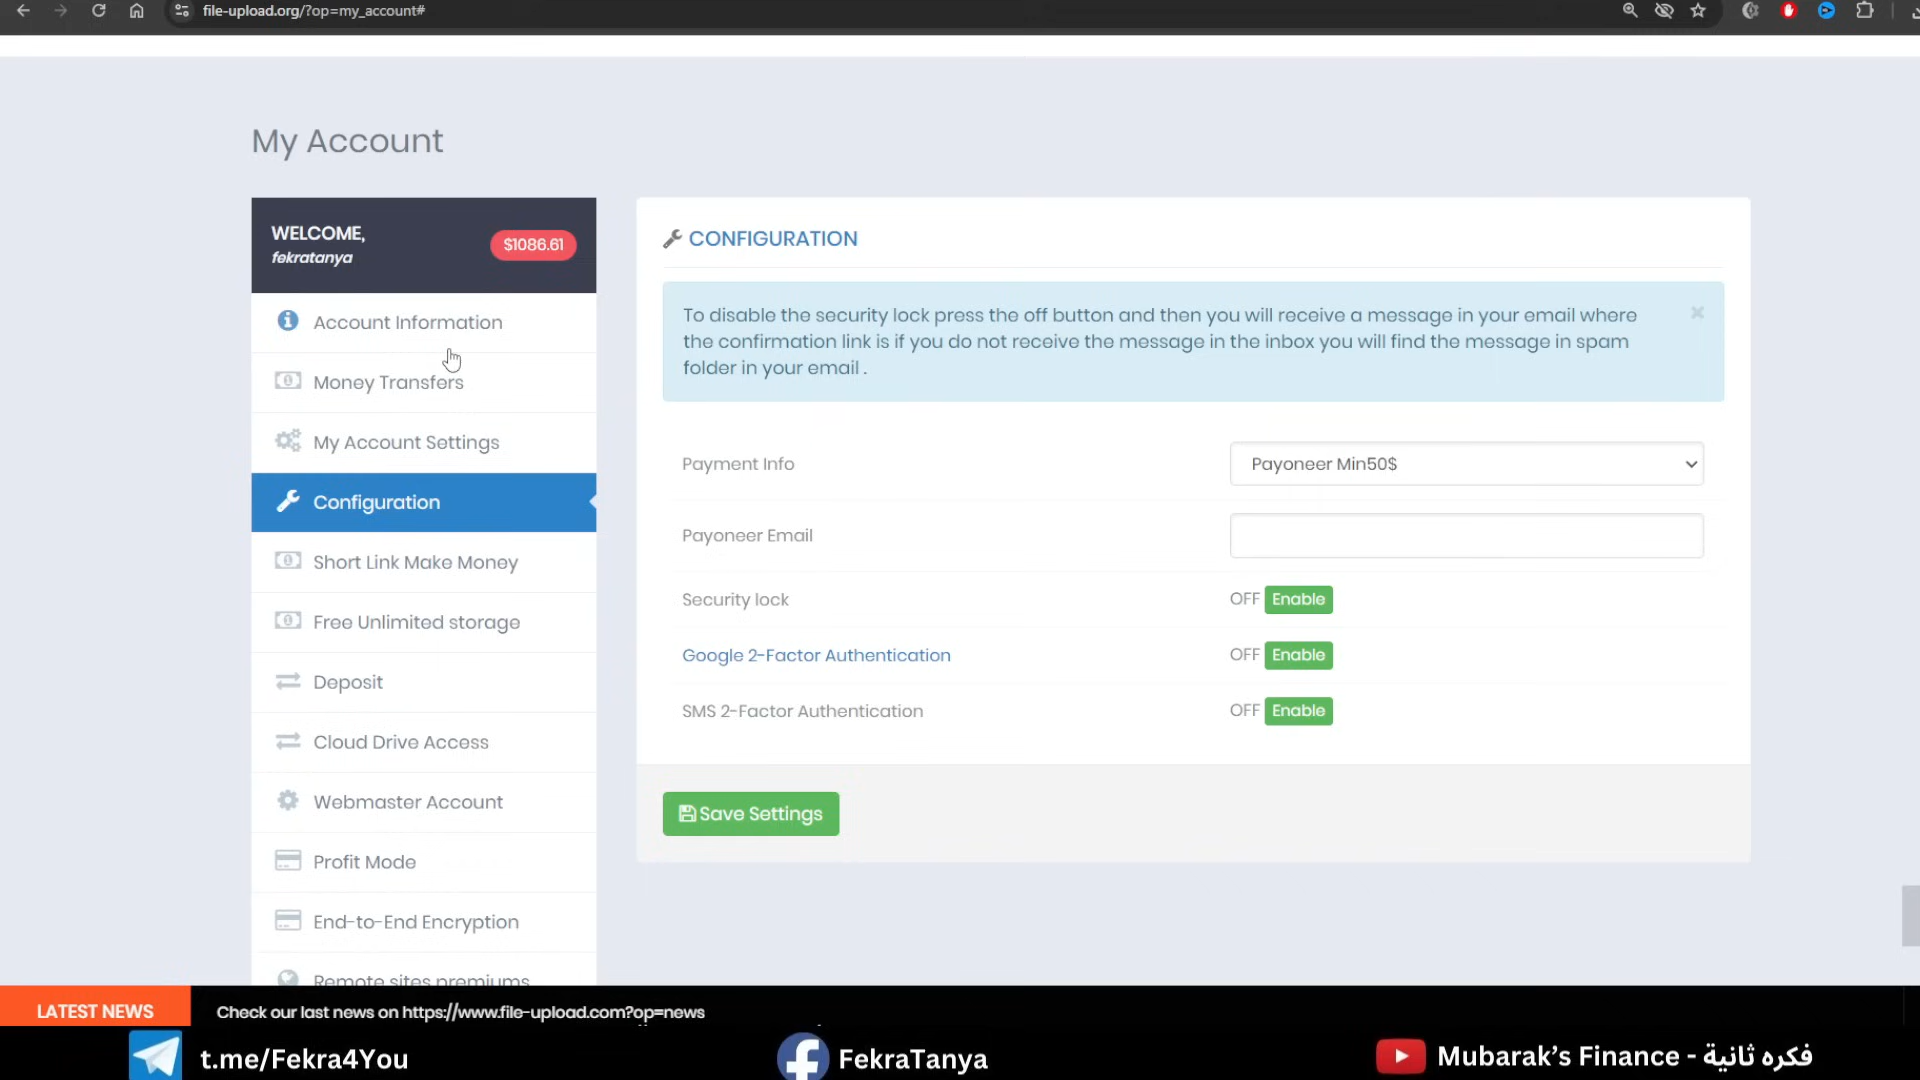 file-upload.org/?op=my_account#
My Account
WELCOME,
fekratanya
$1086.61
Account Information
Money Transfers
My Account Settings
Configuration
Short Link Make Money
Free Unlimited storage
Deposit
Cloud Drive Access
Webmaster Account
Profit Mode
End-to-End Encryption
Remote sites premiums
CONFIGURATION
To disable the security lock press the off button and then you will receive a message in your email where
the confirmation link is if you do not receive the message in the inbox you will find the message in spam
folder in your email .
×
Payment Info
Payoneer Min50$
Payoneer Email
Security lock
OFF Enable
Google 2-Factor Authentication
OFF Enable
SMS 2-Factor Authentication
OFF Enable
Save Settings
LATEST NEWS
Check our last news on https://www.file-upload.com?op=news
t.me/Fekra4You
FekraTanya
Mubarak's Finance - فكره ثانية